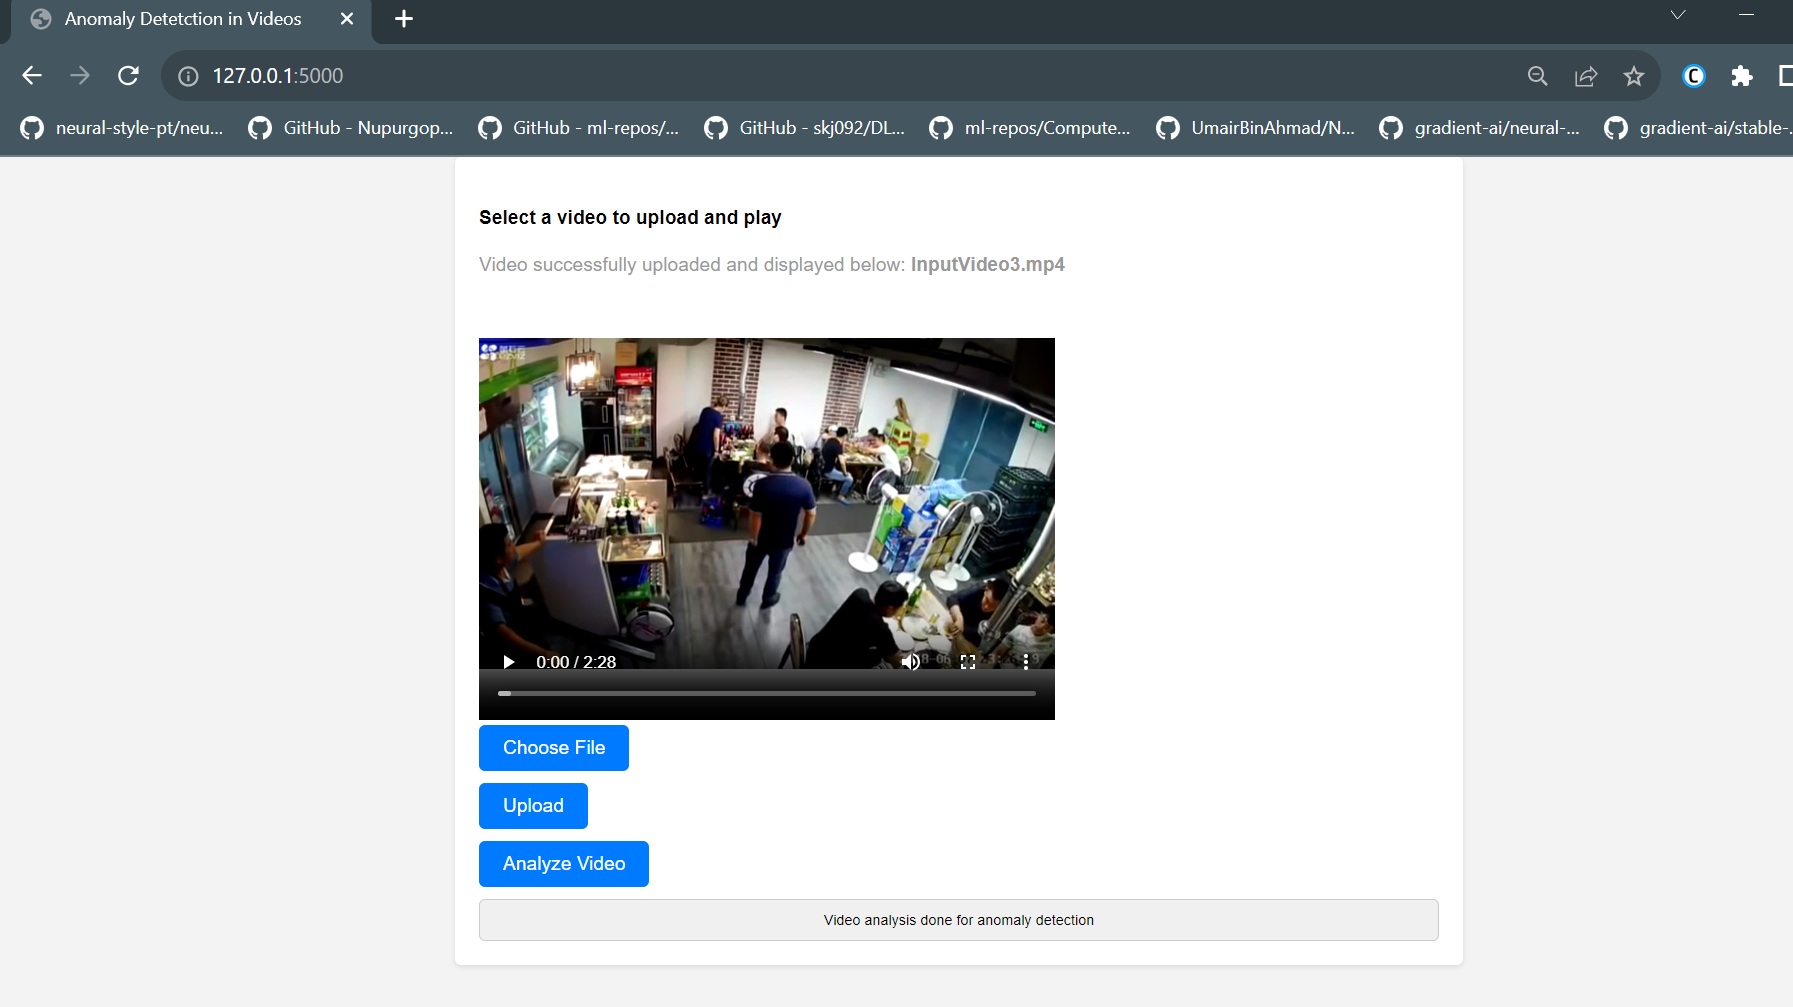 Anomaly Detetction in Videos
127.0.0.1:5000
neural-style-pt/neu...
GitHub - Nupurgop...
GitHub - ml-repos/...
GitHub - skj092/DL...
ml-repos/Compute...
UmairBinAhmad/N...
gradient-ai/neural-...
gradient-ai/stable-
Select a video to upload and play
Video successfully uploaded and displayed below: InputVideo3.mp4
0:00 / 2:28
Choose File
Upload
Analyze Video
Video analysis done for anomaly detection